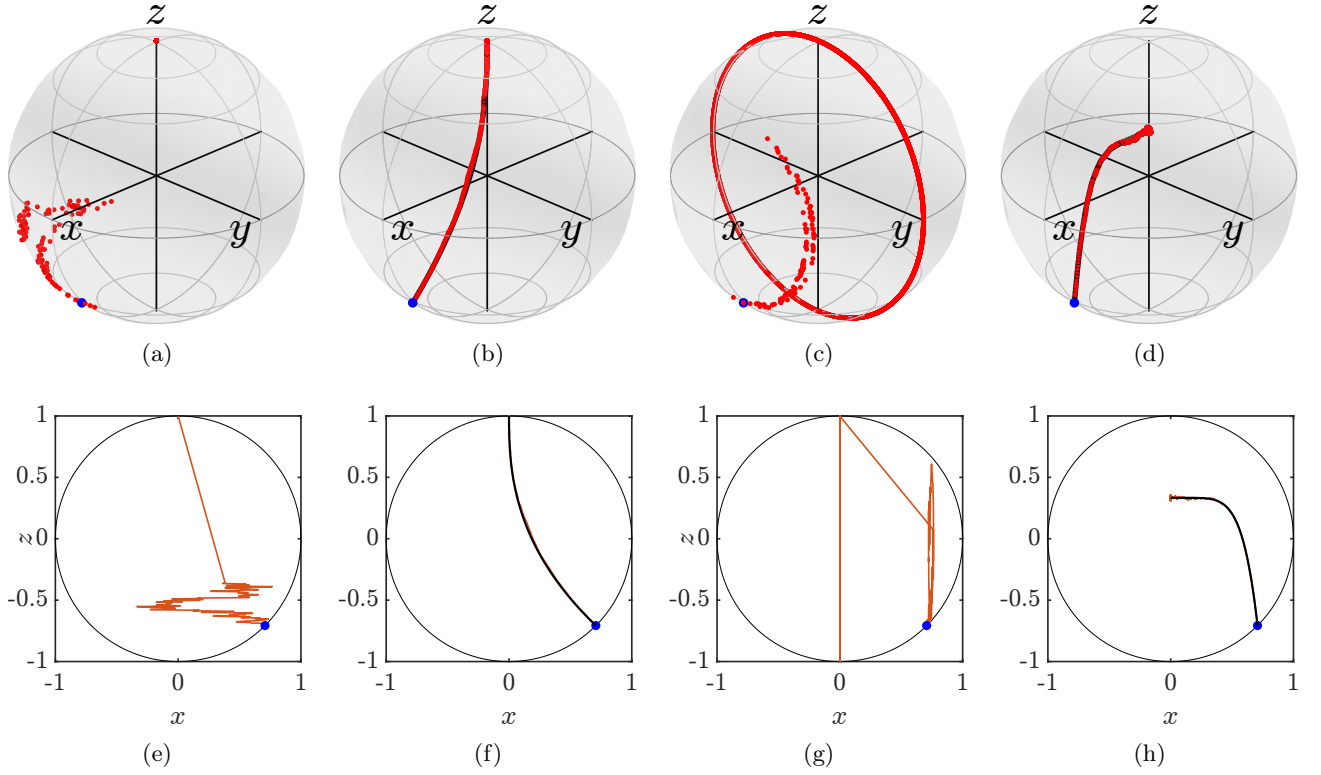 z z z z
x y x y x y x y
(a) (b) (c) (d)
1 1 1 1
0.5 0.5 0.5 0.5
z 0 0 z 0 0
-0.5 -0.5 -0.5 -0.5
-1 -1 -1 -1
-1 0 1 -1 0 1 -1 0 1 -1 0 1
x x x x
(e) (f) (g) (h)